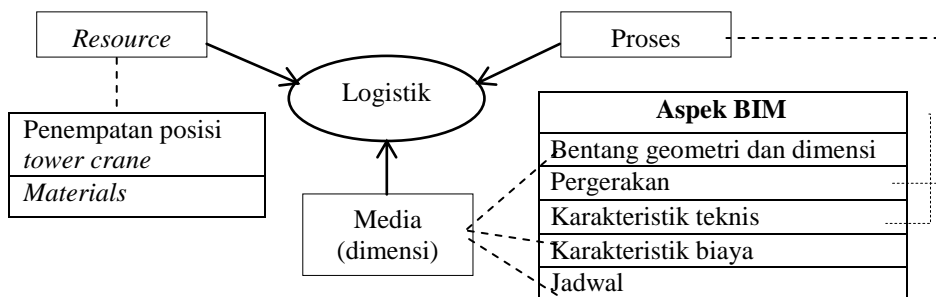 Resource
Proses
Logistik
Penempatan posisi
tower crane
Materials
Media
(dimensi)
Aspek BIM
Bentang geometri dan dimensi
Pergerakan
Karakteristik teknis
Karakteristik biaya
Jadwal